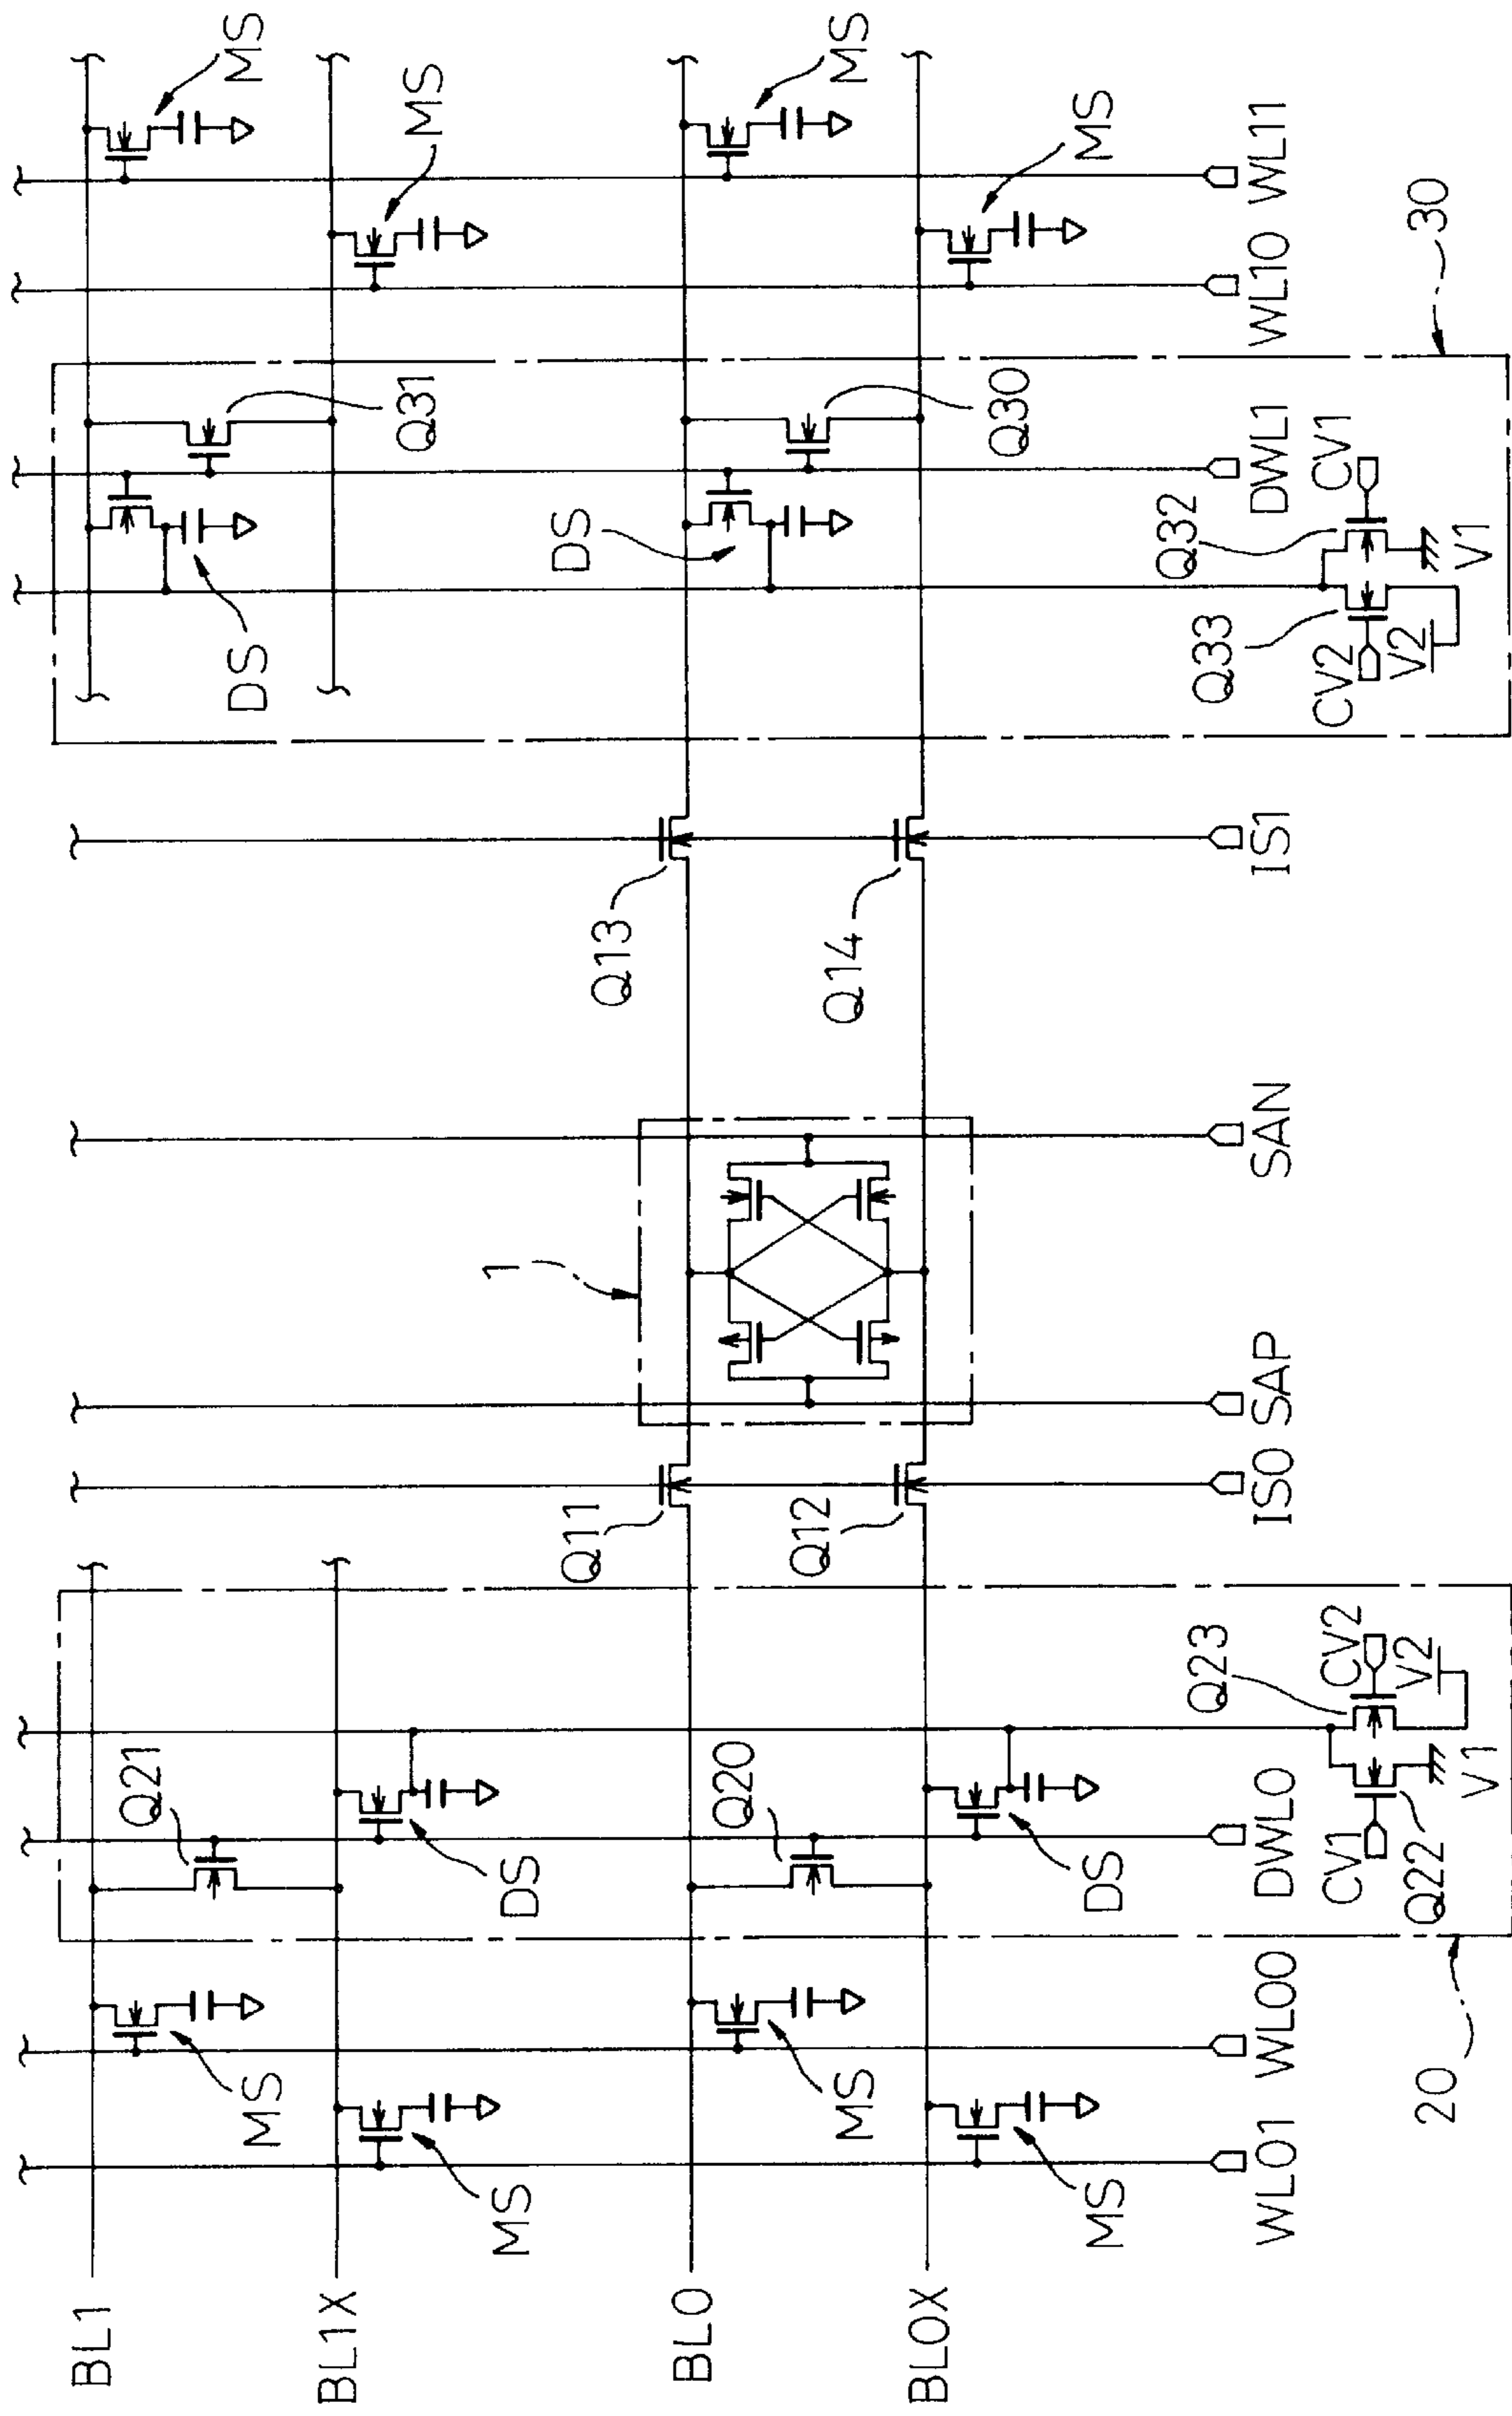 BL1
Q21
MS
DS
MS
BL1X
MS
DS
1
Q31
MS
Q11
Q13
DS
BL0
Q20
MS
Q12
Q14
MS
BL0X
Q30
MS
DS
MS
Q23
Q33
Q32
WL01
WL00
DWL0
IS0
SAP
SAN
IS1
DWL1
WL10
WL11
CV1
CV2
CV2
CV1
20
Q22
V2
V2
30
V1
V1